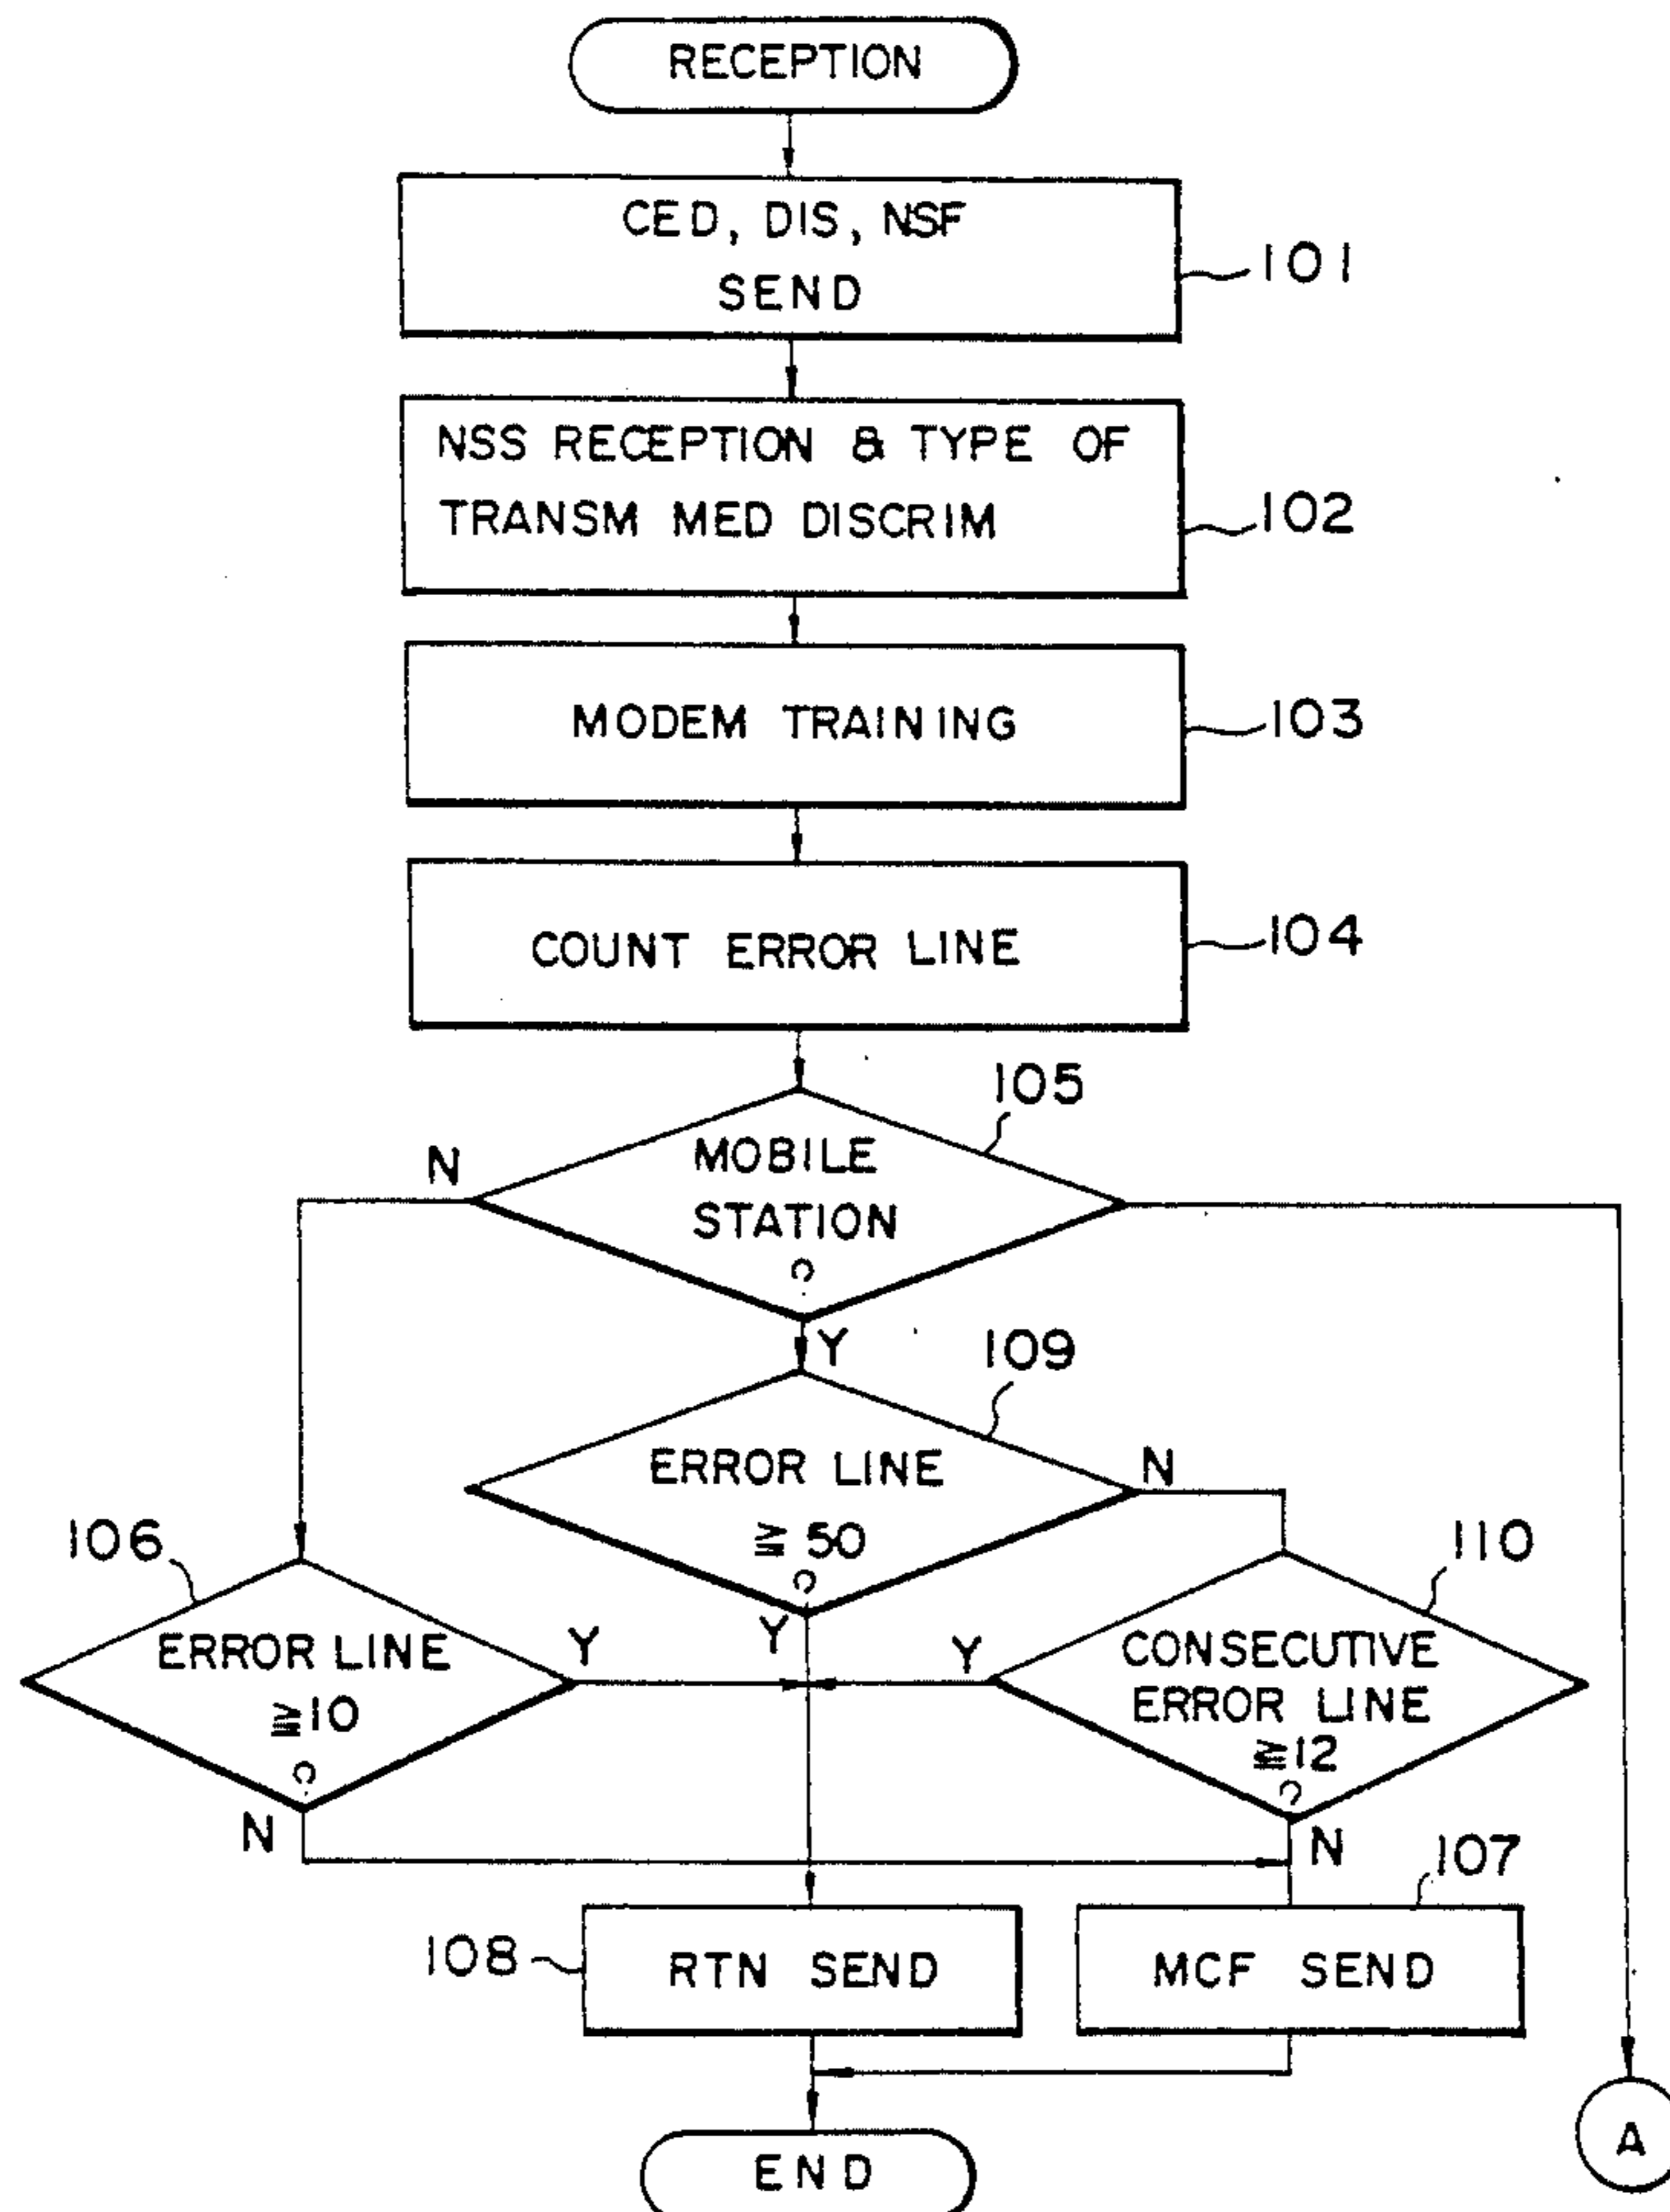 RECEPTION
CED, DIS, NSF
SEND
101
NSS RECEPTION & TYPE OF
TRANSM MED DISCRIM
102
MODEM TRAINING
103
COUNT ERROR LINE
104
105
MOBILE
STATION
?
N
Y
109
ERROR LINE
≧ 50
?
N
Y
106
ERROR LINE
≧10
?
Y
N
110
CONSECUTIVE
ERROR LINE
≧12
?
Y
N
107
108
RTN SEND
MCF SEND
END
A